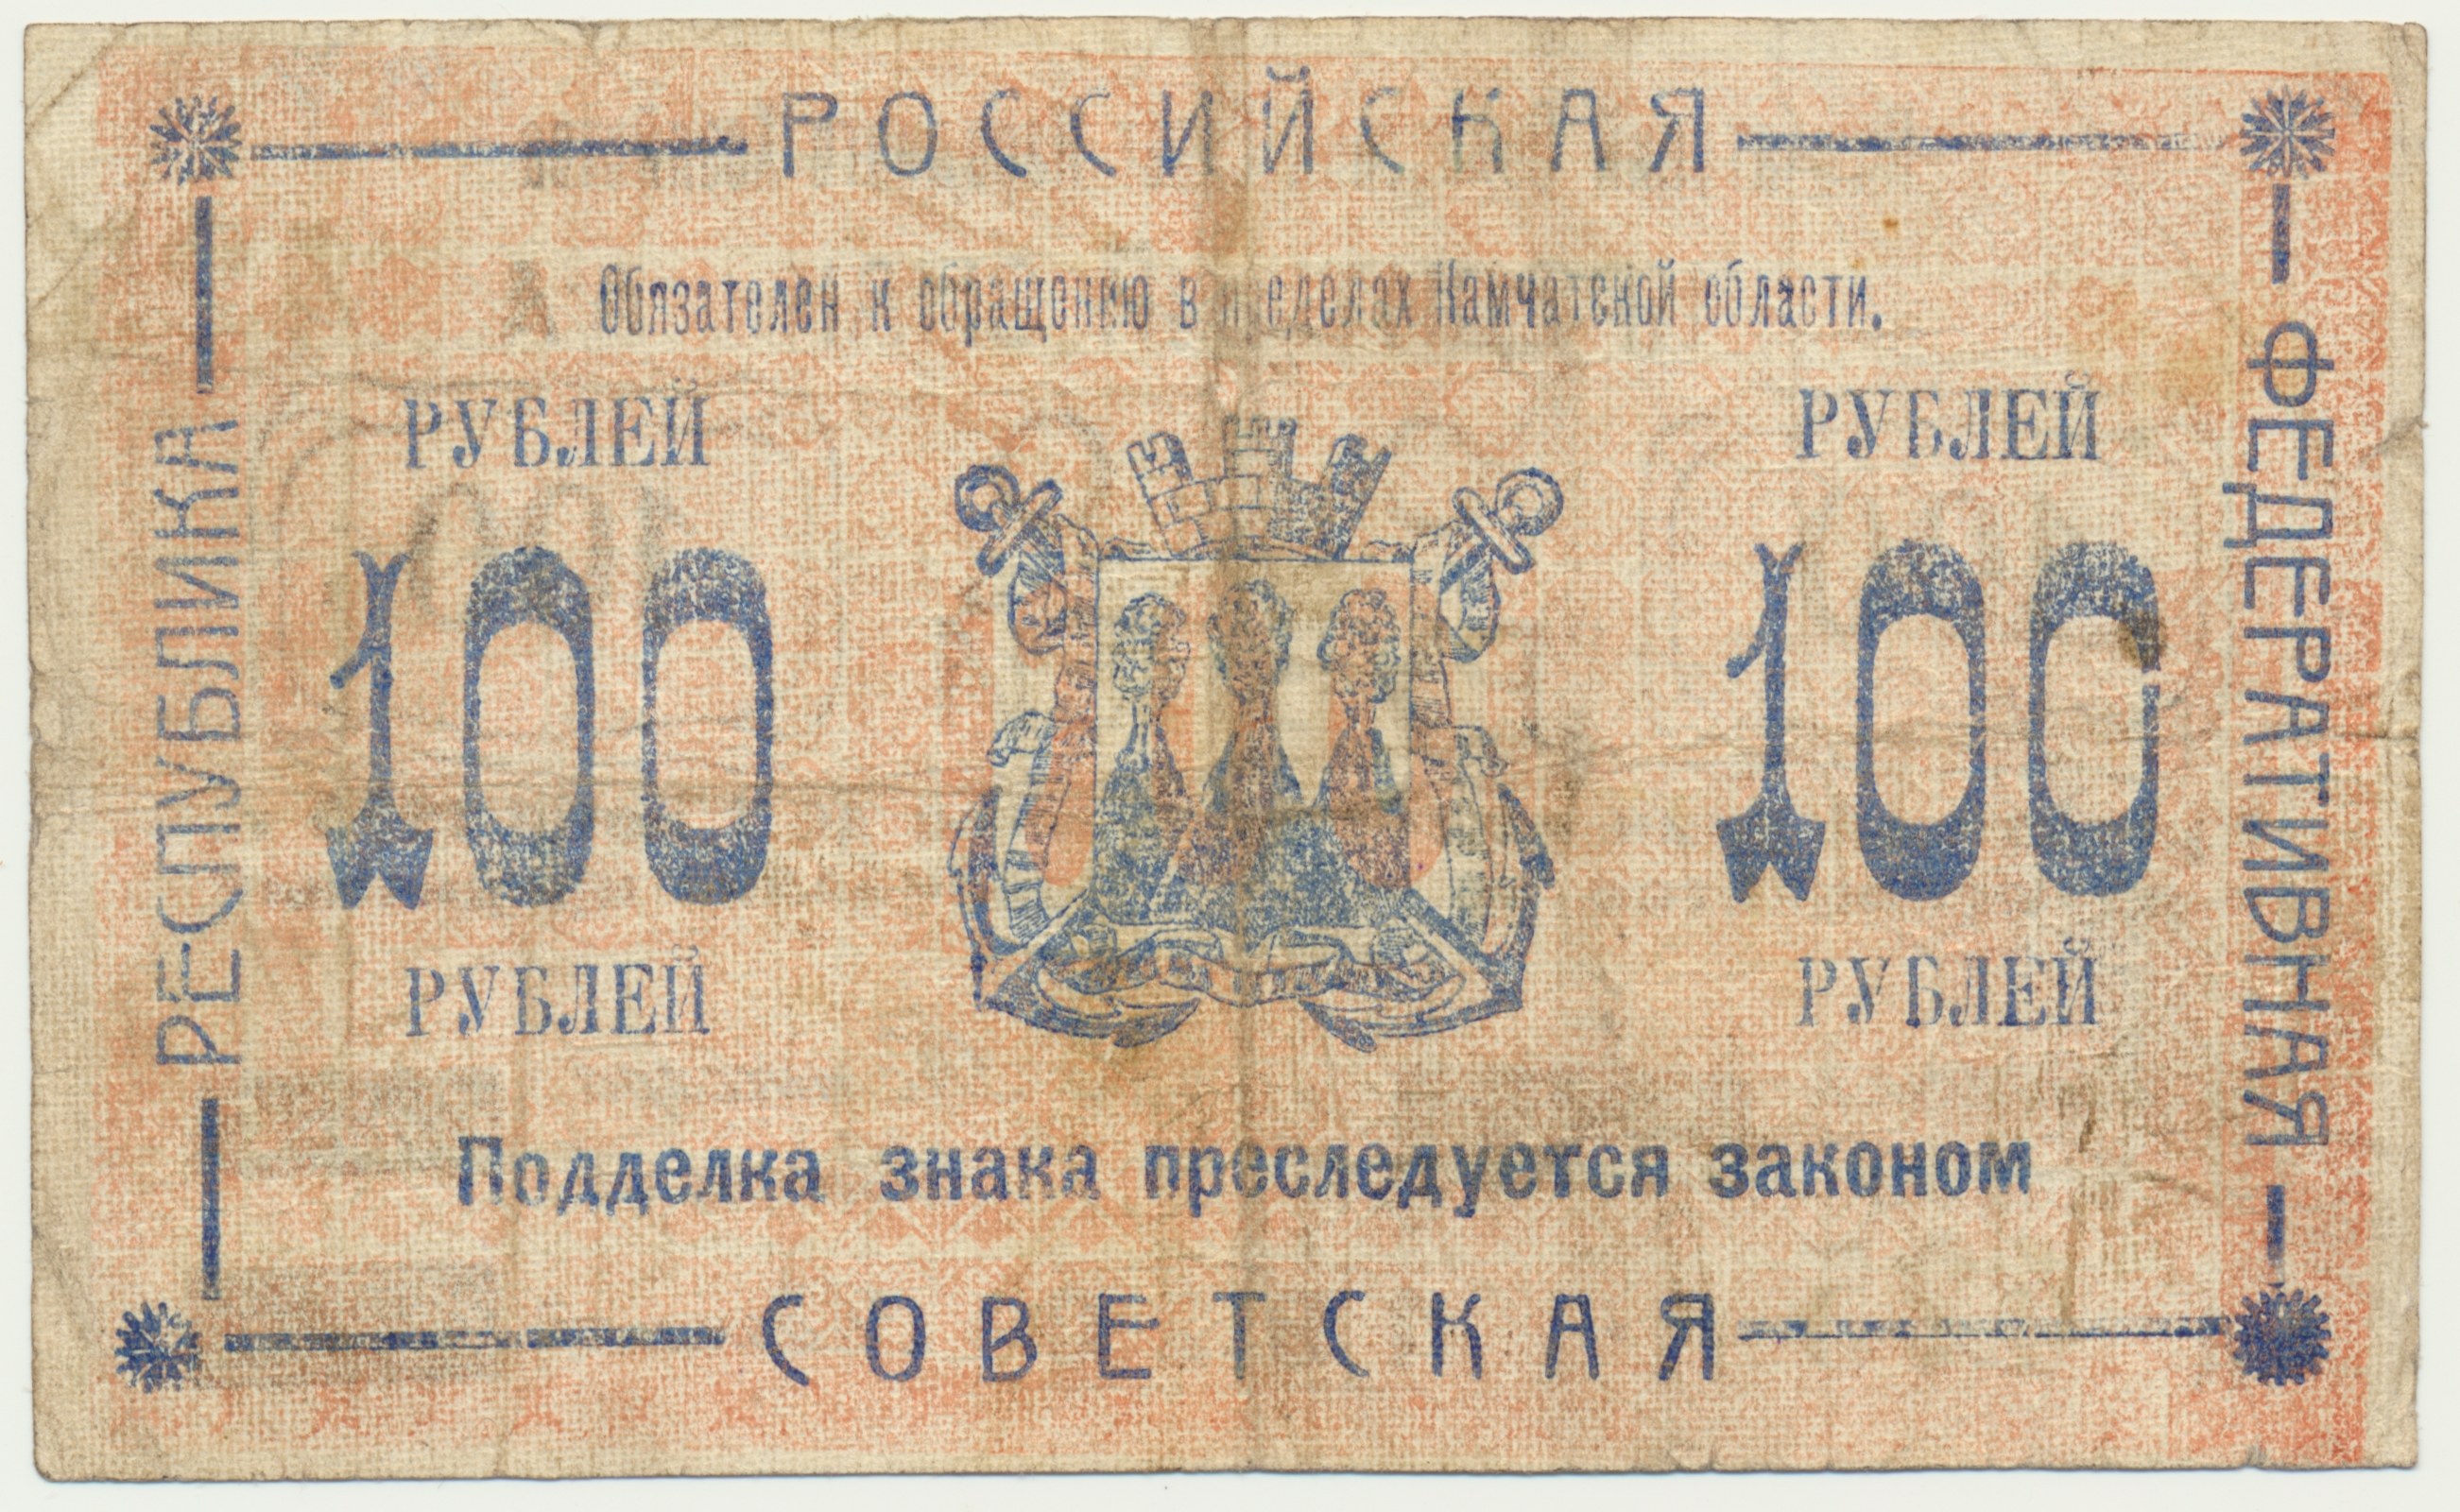 РОССИЙСКАЯ
ФЕДЕРАТИВНАЯ
СОВЕТСКАЯ
РЕСПУБЛИКА
Обязателен к обращению в пределах Камчатской области.
РУБЛЕЙ
100
РУБЛЕЙ
РУБЛЕЙ
100
РУБЛЕЙ
Подделка знака преследуется законом